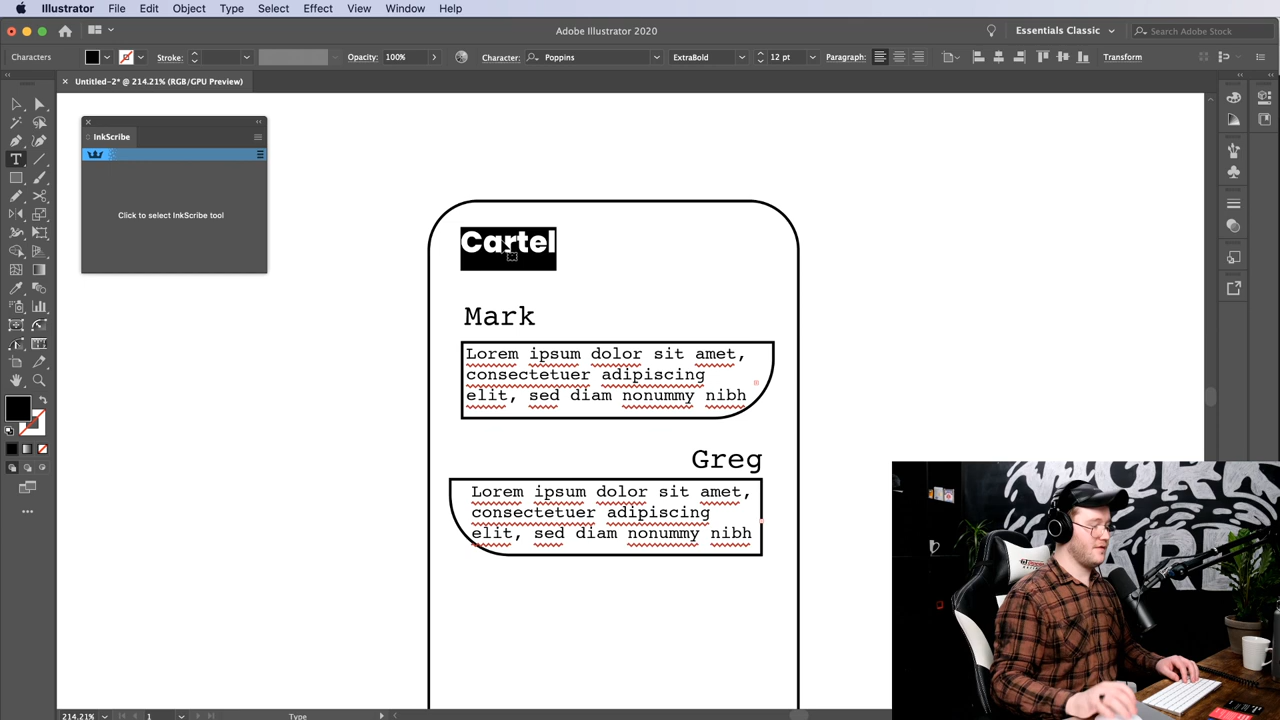 Illustrator File Edit Object Type Select Effect View Window Help
Adobe Illustrator 2020
Essentials Classic
Search Adobe Stock
Characters
Stroke:
Opacity: 100%
Character: Poppins
ExtraBold
12 pt
Paragraph:
Transform
Untitled-2* @ 214.21% (RGB/GPU Preview)
InkScribe
Click to select InkScribe tool
Cartel
Mark
Lorem ipsum dolor sit amet,
consectetuer adipiscing
elit, sed diam nonummy nibh
Greg
Lorem ipsum dolor sit amet,
consectetuer adipiscing
elit, sed diam nonummy nibh
214.21%
1
Type